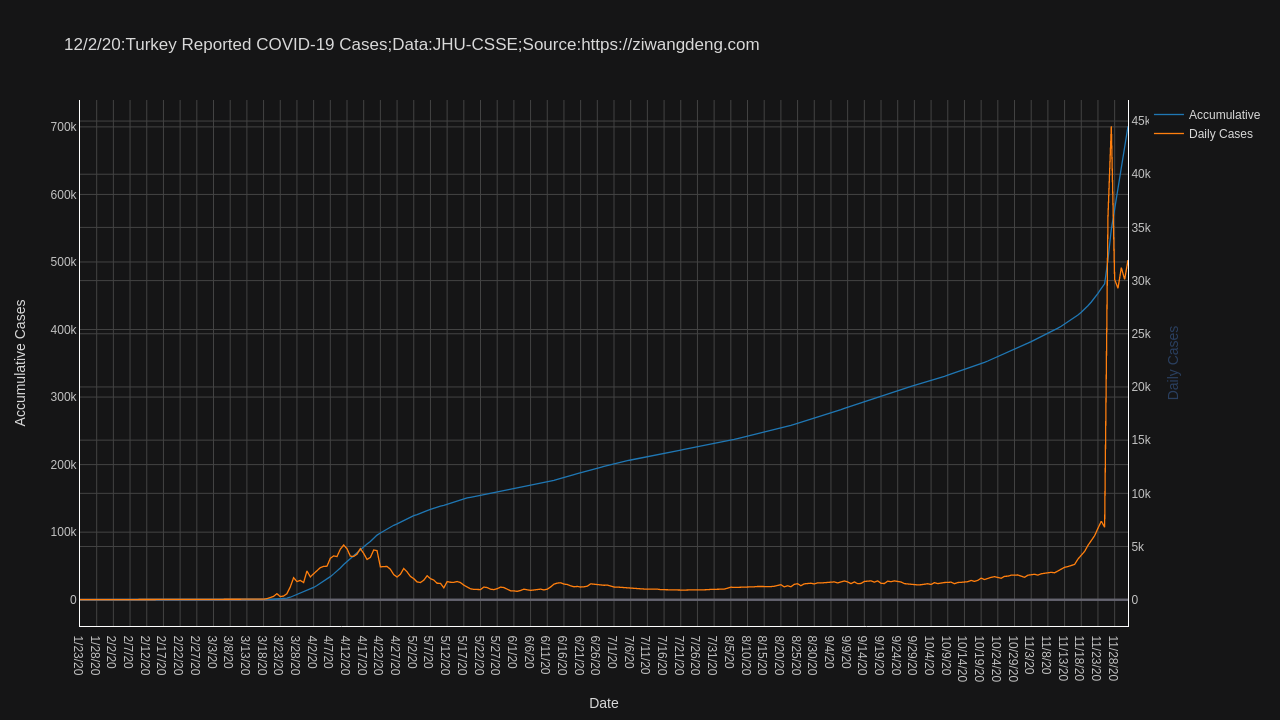 12/2/20:Turkey Reported COVID-19 Cases;Data:JHU-CSSE;Source:https://ziwangdeng.com
Accumulative
Daily Cases
700k
600k
500k
400k
300k
200k
100k
0
Accumulative Cases
45k
40k
35k
30k
25k
20k
15k
10k
5k
0
Daily Cases
1/23/20
1/28/20
2/2/20
2/7/20
2/12/20
2/17/20
2/22/20
2/27/20
3/3/20
3/8/20
3/13/20
3/18/20
3/23/20
3/28/20
4/2/20
4/7/20
4/12/20
4/17/20
4/22/20
4/27/20
5/2/20
5/7/20
5/12/20
5/17/20
5/22/20
5/27/20
6/1/20
6/6/20
6/11/20
6/16/20
6/21/20
6/26/20
7/1/20
7/6/20
7/11/20
7/16/20
7/21/20
7/26/20
7/31/20
8/5/20
8/10/20
8/15/20
8/20/20
8/25/20
8/30/20
9/4/20
9/9/20
9/14/20
9/19/20
9/24/20
9/29/20
10/4/20
10/9/20
10/14/20
10/19/20
10/24/20
10/29/20
11/3/20
11/8/20
11/13/20
11/18/20
11/23/20
11/28/20
Date